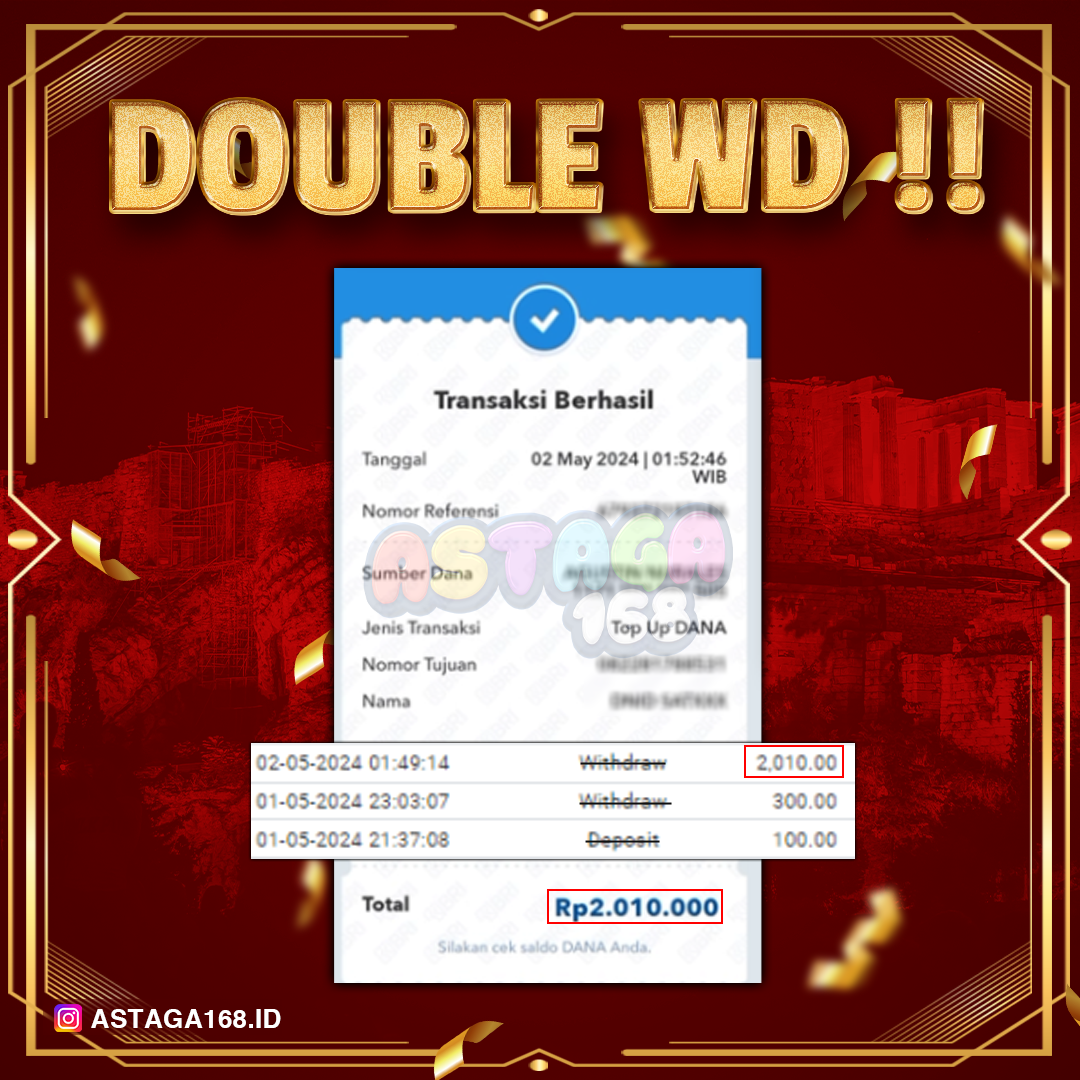 DOUBLE WD !!
Transaksi Berhasil
Tanggal 02 May 2024 | 01:52:46
WIB
Nomor Referensi
ASTAGA
168
Sumber Dana
Jenis Transaksi Top Up DANA
Nomor Tujuan
Nama
02-05-2024 01:49:14 Withdraw 2,010.00
01-05-2024 23:03:07 Withdraw 300.00
01-05-2024 21:37:08 Deposit 100.00
Total Rp2.010.000
Silakan cek saldo DANA Anda.
ASTAGA168.ID